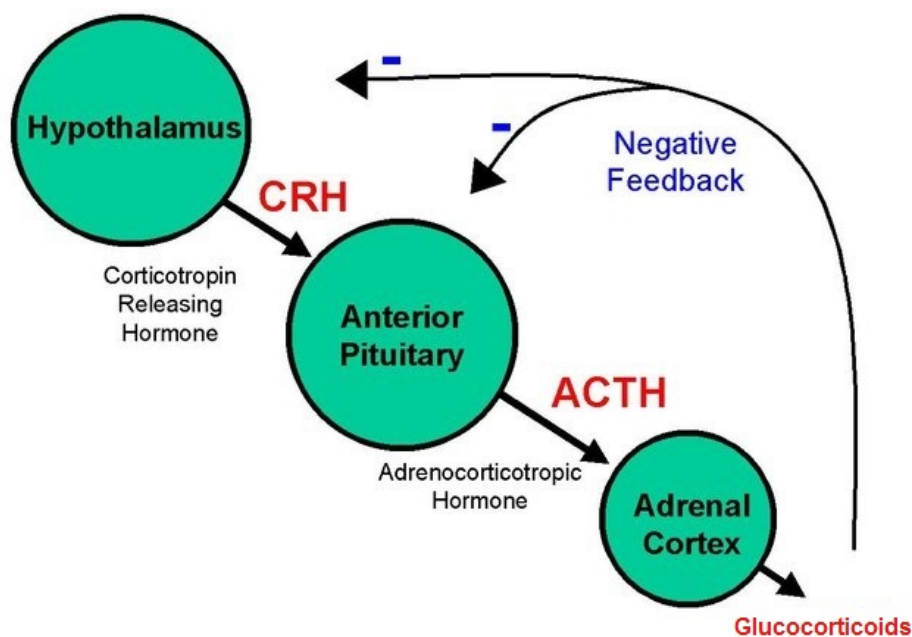 Hypothalamus
-
-
Negative
Feedback
CRH
Corticotropin
Releasing
Hormone
Anterior
Pituitary
ACTH
Adrenocorticotropic
Hormone
Adrenal
Cortex
Glucocorticoids